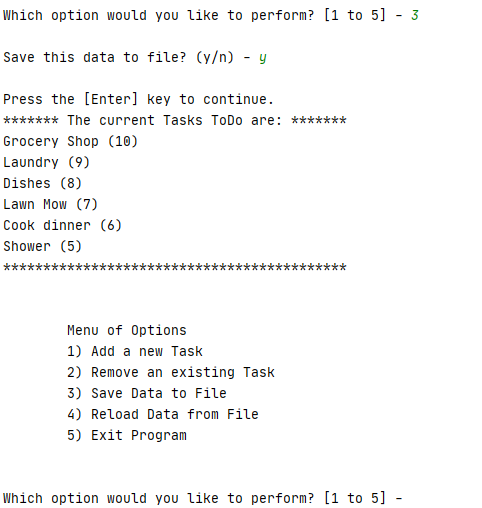 Which option would you like to perform? [1 to 5] - 3
Save this data to file? (y/n) - y
Press the [Enter] key to continue.
******* The current Tasks ToDo are: *******
Grocery Shop (10)
Laundry (9)
Dishes (8)
Lawn Mow (7)
Cook dinner (6)
Shower (5)
*******************************************
Menu of Options
1) Add a new Task
2) Remove an existing Task
3) Save Data to File
4) Reload Data from File
5) Exit Program
Which option would you like to perform? [1 to 5] -